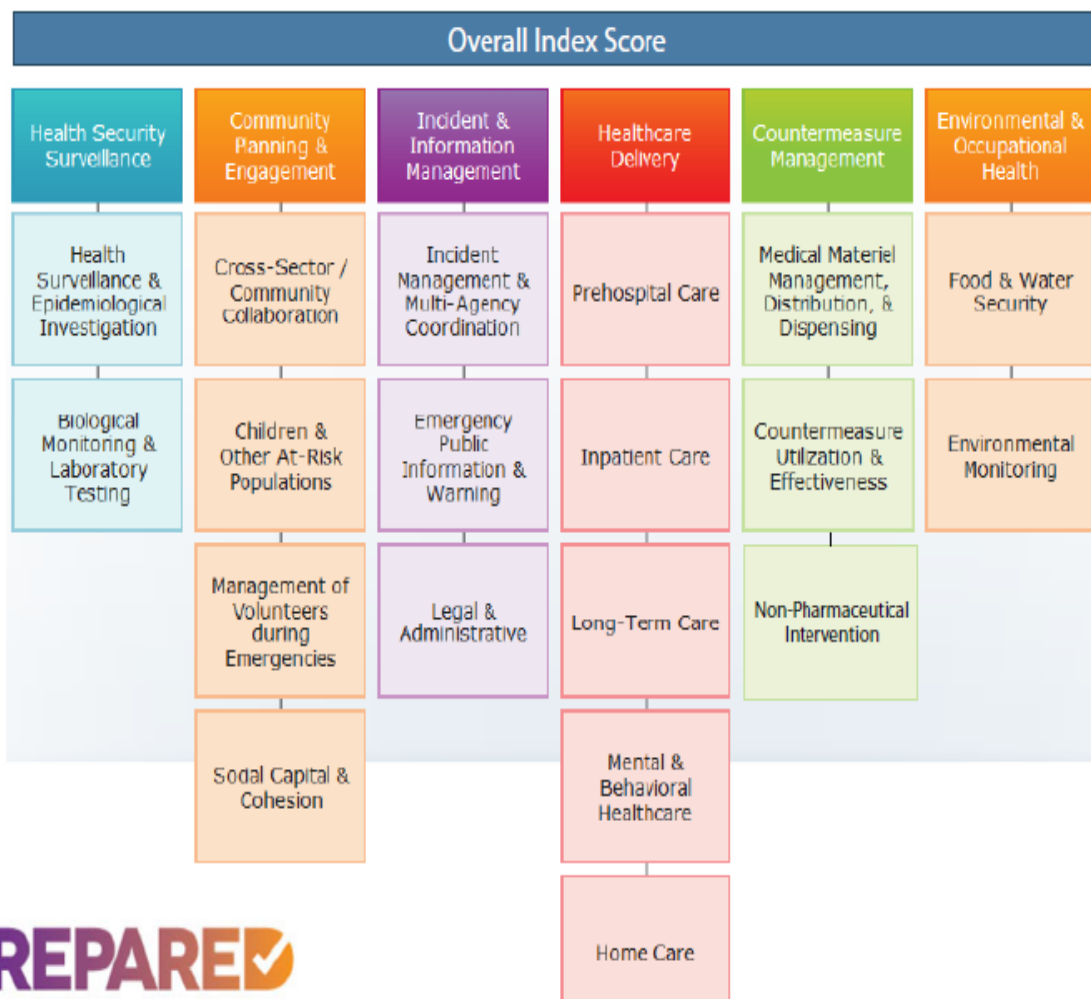 Overall Index Score
Health Security
Surveillance
Community
Planning &
Engagement
Incident &
Information
Management
Healthcare
Delivery
Countermeasure
Management
Environmental &
Occupational
Health
Health
Surveillance &
Epidemiological
Investigation
Cross-Sector /
Community
Collaboration
Incident
Management &
Multi-Agency
Coordination
Prehospital Care
Medical Materiel
Management,
Distribution, &
Dispensing
Food & Water
Security
Biological
Monitoring &
Laboratory
Testing
Children &
Other At-Risk
Populations
Emergency
Public
Information &
Warning
Inpatient Care
Countermeasure
Utilization &
Effectiveness
Environmental
Monitoring
Management of
Volunteers
during
Emergencies
Legal &
Administrative
Long-Term Care
Non-Pharmaceutical
Intervention
Social Capital &
Cohesion
Mental &
Behavioral
Healthcare
Home Care
REPARED